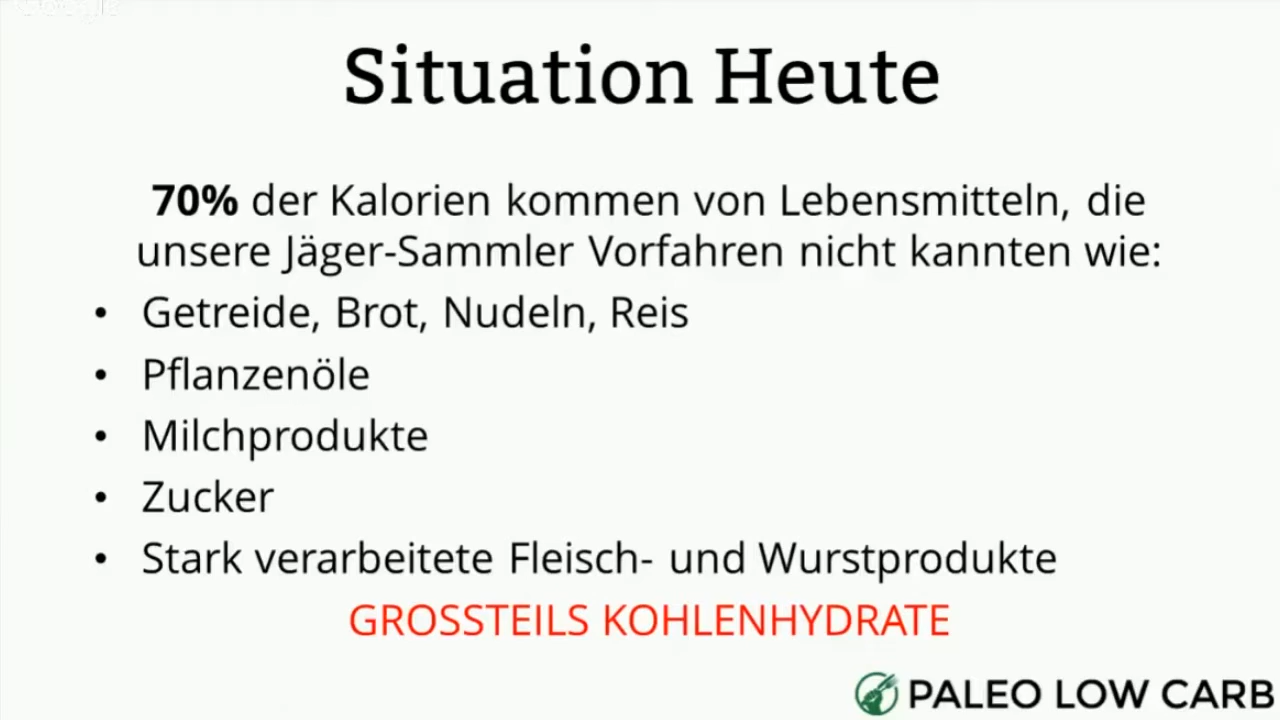 Google
Situation Heute
70% der Kalorien kommen von Lebensmitteln, die
unsere Jäger-Sammler Vorfahren nicht kannten wie:
• Getreide, Brot, Nudeln, Reis
• Pflanzenöle
• Milchprodukte
• Zucker
• Stark verarbeitete Fleisch- und Wurstprodukte
GROSSTEILS KOHLENHYDRATE
PALEO LOW CARB